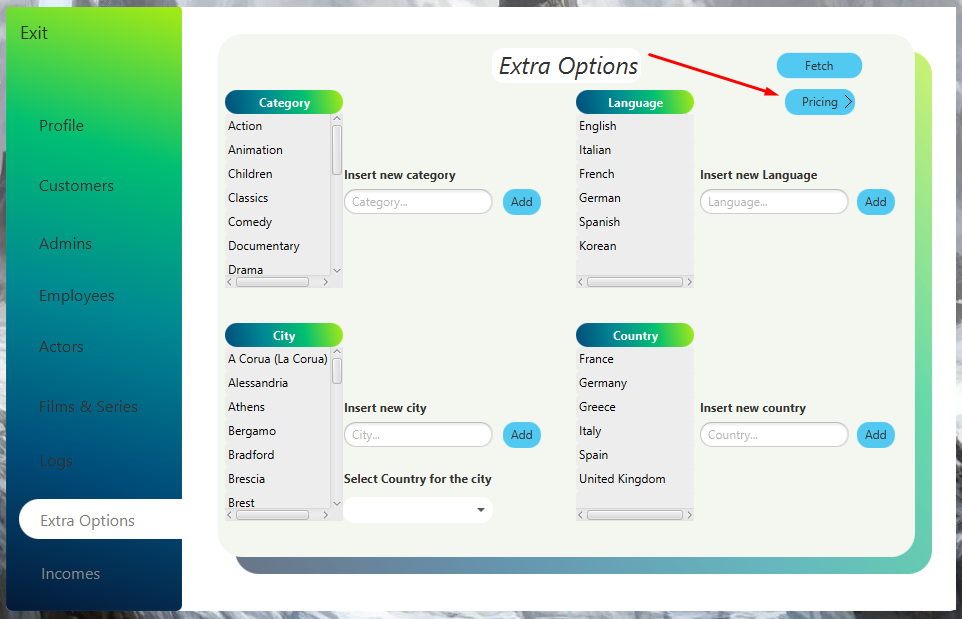 Exit
Profile
Customers
Admins
Employees
Actors
Films & Series
Logs
Extra Options
Incomes
Extra Options
Fetch
Pricing
Category
Action
Animation
Children
Classics
Comedy
Documentary
Drama
Insert new category
Category...
Add
Language
English
Italian
French
German
Spanish
Korean
Insert new Language
Language...
Add
City
A Corua (La Corua)
Alessandria
Athens
Bergamo
Bradford
Brescia
Brest
Insert new city
City...
Add
Select Country for the city
Country
France
Germany
Greece
Italy
Spain
United Kingdom
Insert new country
Country...
Add